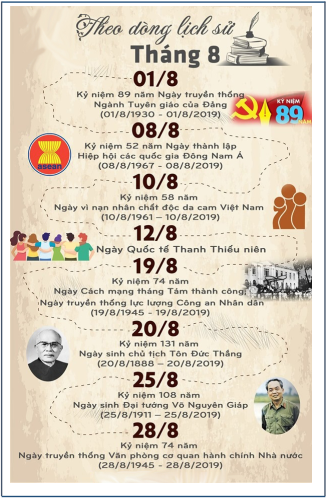 Theo dòng lịch sử
Tháng 8
01/8
Kỷ niệm 89 năm Ngày truyền thống
Ngành Tuyên giáo của Đảng
(01/8/1930 - 01/8/2019)
KỶ NIỆM
89
08/8
Kỷ niệm 52 năm Ngày thành lập
Hiệp hội các quốc gia Đông Nam Á
(08/8/1967 - 08/8/2019)
asean
10/8
Kỷ niệm 58 năm
Ngày vì nạn nhân chất độc da cam Việt Nam
(10/8/1961 – 10/8/2019)
12/8
Ngày Quốc tế Thanh Thiếu niên
19/8
Kỷ niệm 74 năm
Ngày Cách mạng tháng Tám thành công,
Ngày truyền thống lực lượng Công an Nhân dân
(19/8/1945 - 19/8/2019)
20/8
Kỷ niệm 131 năm
Ngày sinh chủ tịch Tôn Đức Thắng
(20/8/1888 – 20/8/2019)
25/8
Kỷ niệm 108 năm
Ngày sinh Đại tướng Võ Nguyên Giáp
(25/8/1911 – 25/8/2019)
28/8
Kỷ niệm 74 năm
Ngày truyền thống Văn phòng cơ quan hành chính Nhà nước
(28/8/1945 - 28/8/2019)